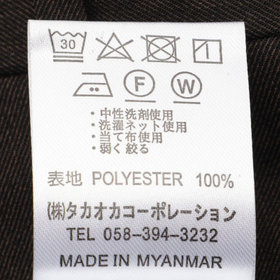 30
F W
・中性洗剤使用
・洗濯ネット使用
・当て布使用
・弱く絞る
表地 POLYESTER 100%
㈱タカオカコーポレーション
TEL 058-394-3232
MADE IN MYANMAR